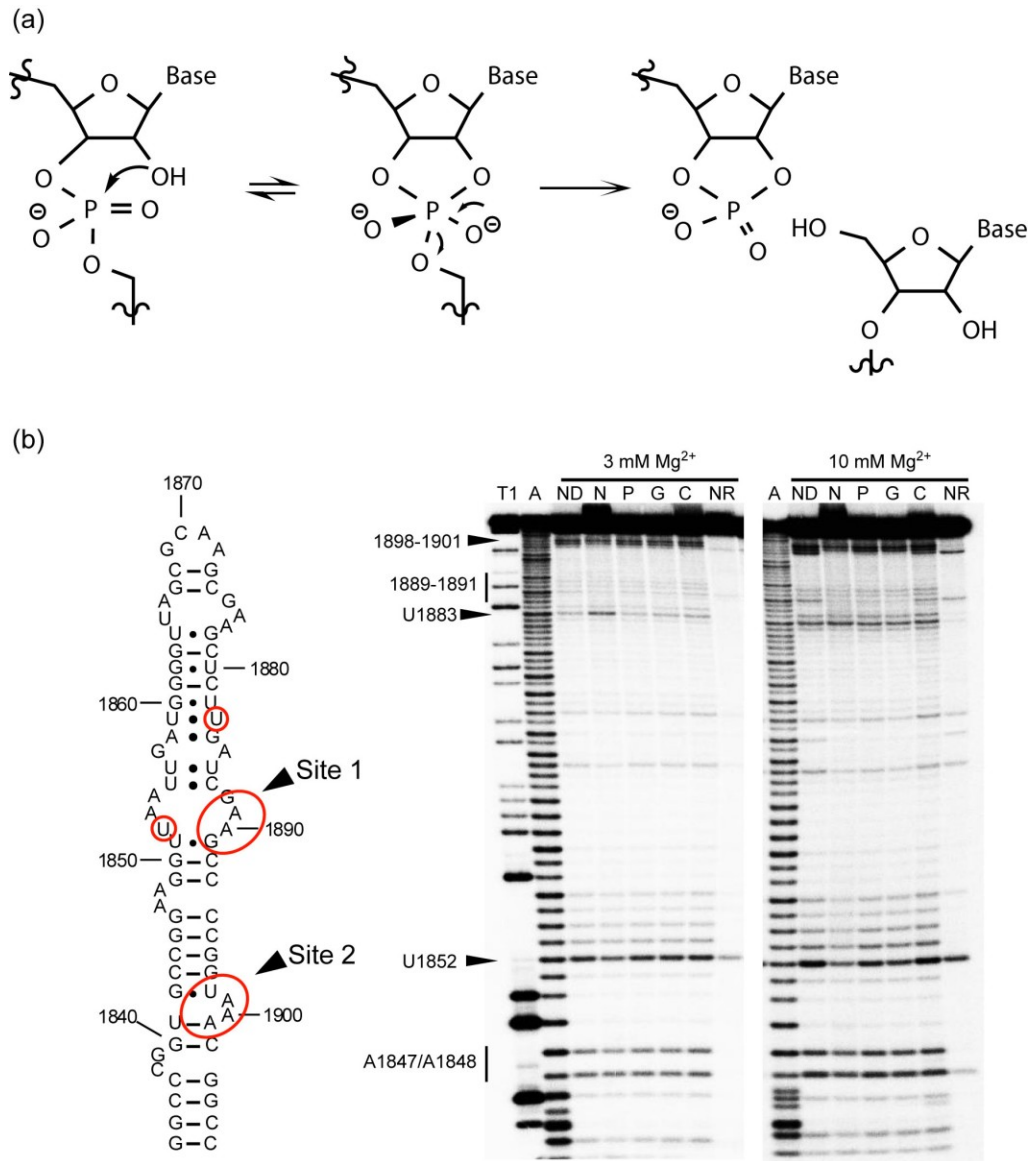 (a)
O Base
O OH
⊖
O P = O
O
O Base
O O
⊖ P ⊖
O O
O
O Base
O O
⊖ P
O O
HO O Base
O OH
(b)
3 mM Mg2+ 10 mM Mg2+
T1 A ND N P G C NR A ND N P G C NR
1870
1880
1860
Site 1
1890
1850
Site 2
1840
1900
1898-1901
1889-1891
U1883
U1852
A1847/A1848